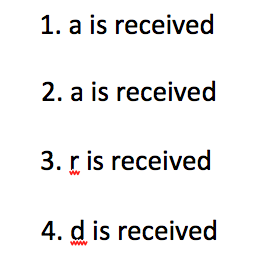 1. a is received
2. a is received
3. r is received
4. d is received